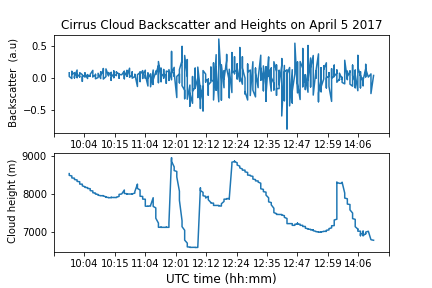 Cirrus Cloud Backscatter and Heights on April 5 2017
Backscatter (a.u)
0.5
0.0
−0.5
10:04 10:15 11:04 12:01 12:12 12:24 12:35 12:47 12:59 14:06
Cloud height (m)
9000
8000
7000
10:04 10:15 11:04 12:01 12:12 12:24 12:35 12:47 12:59 14:06
UTC time (hh:mm)